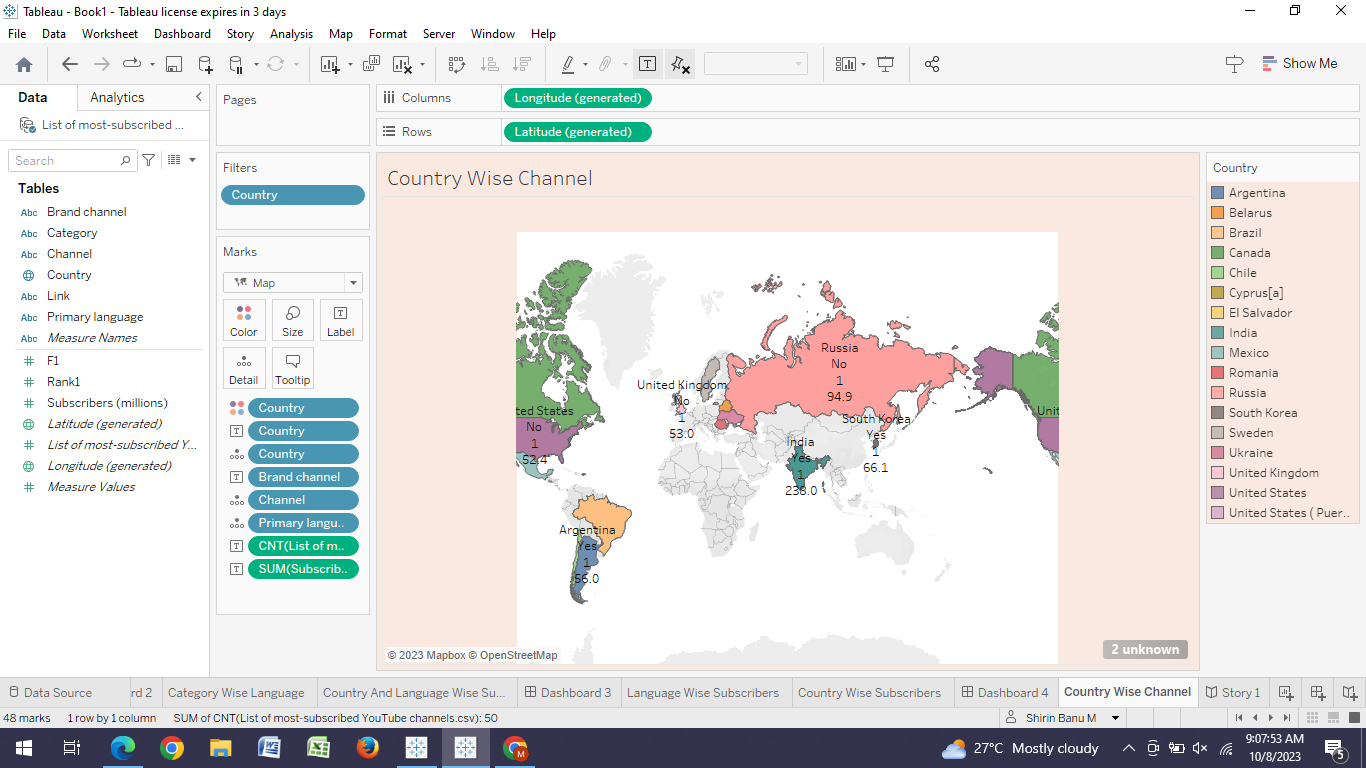 Tableau - Book1 - Tableau license expires in 3 days
File Data Worksheet Dashboard Story Analysis Map Format Server Window Help
Show Me
Data Analytics
List of most-subscribed ...
Search
Tables
Abc Brand channel
Abc Category
Abc Channel
Country
Abc Link
Abc Primary language
Abc Measure Names
F1
Rank1
Subscribers (millions)
Latitude (generated)
List of most-subscribed Y...
Longitude (generated)
Measure Values
Pages
Filters
Country
Marks
Map
Color Size Label
Detail Tooltip
Country
Country
Country
Brand channel
Channel
Primary langu..
CNT(List of m..
SUM(Subscrib..
Columns Longitude (generated)
Rows Latitude (generated)
Country Wise Channel
Russia
No
1
94.9
United Kingdom
No
1
53.0
ted States
No
1
52.4
South Korea
Yes
1
66.1
India
Yes
1
238.0
Unit
Argentina
Yes
1
56.0
© 2023 Mapbox © OpenStreetMap
2 unknown
Country
Argentina
Belarus
Brazil
Canada
Chile
Cyprus[a]
El Salvador
India
Mexico
Romania
Russia
South Korea
Sweden
Ukraine
United Kingdom
United States
United States ( Puer..
Data Source rd 2 Category Wise Language Country And Language Wise Su... Dashboard 3 Language Wise Subscribers Country Wise Subscribers Dashboard 4 Country Wise Channel Story 1
48 marks 1 row by 1 column SUM of CNT(List of most-subscribed YouTube channels.csv): 50 Shirin Banu M
27°C Mostly cloudy 9:07:53 AM
10/8/2023
5